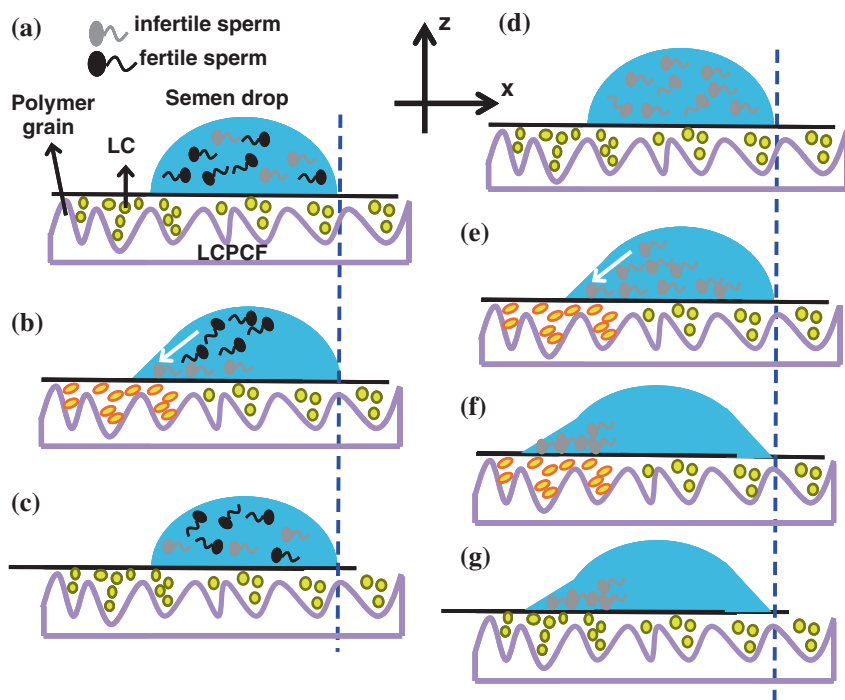 (a)
infertile sperm
fertile sperm
Polymer grain
LC
Semen drop
LCPCF
z
x
(b)
(c)
(d)
(e)
(f)
(g)